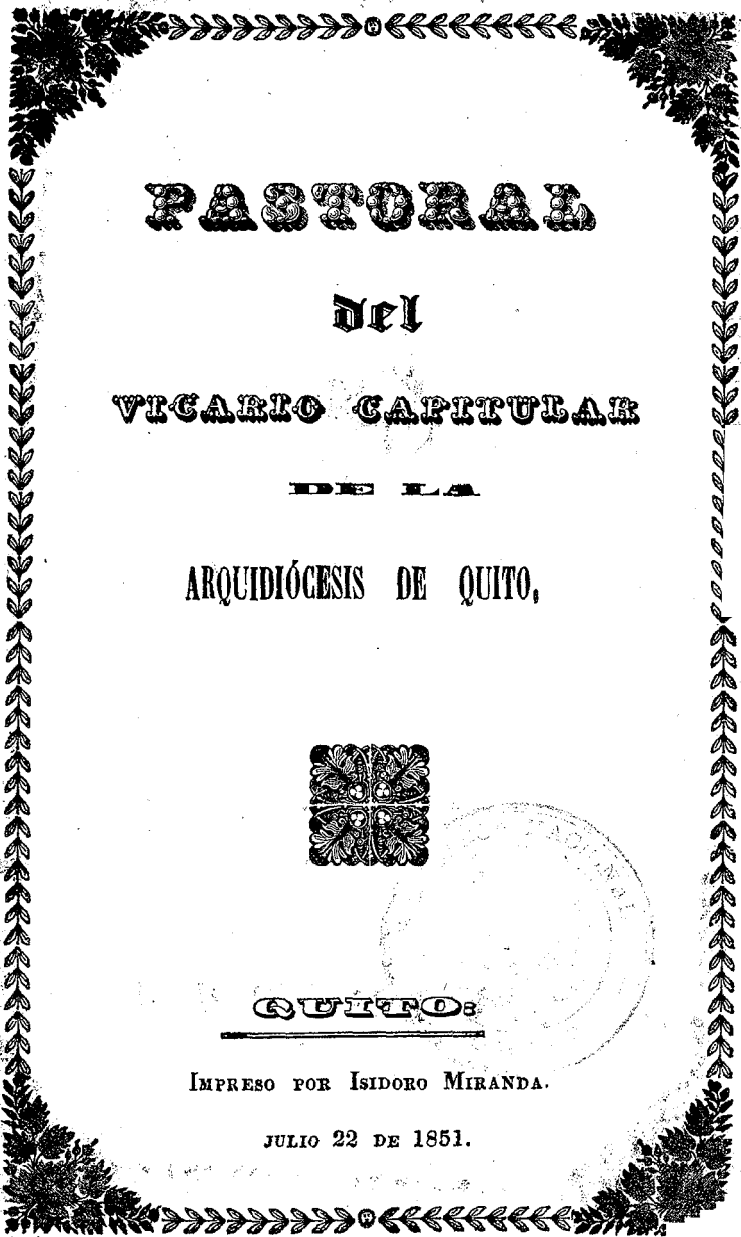 PASTORAL
del
VICARIO CAPITULAR
DE LA
ARQUIDIÓCESIS DE QUITO,
QUITO:
IMPRESO POR ISIDORO MIRANDA.
JULIO 22 DE 1851.